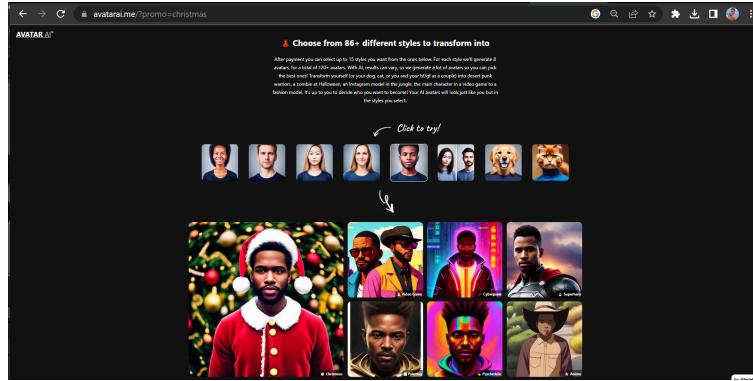 avatarai.me/?promo=christmas
AVATAR AI
Choose from 86+ different styles to transform into
After payment you can select up to 15 styles you want from the ones below. For each style we'll generate 8
avatars, for a total of 120+ avatars. With AI, results can vary, so we generate a lot of avatars so you can pick
the best ones! Transform yourself (or your dog, cat, or you and your bf/gf as a couple) into desert punk
warriors, a zombie at Halloween, an Instagram model in the jungle, the main character in a video game to a
fashion model. It's up to you to decide who you want to become! Your AI avatars will look just like you but in
the styles you select.
Click to try!
Christmas
Video Game
Cyberpunk
Superhero
Painting
Psychedelic
Anime